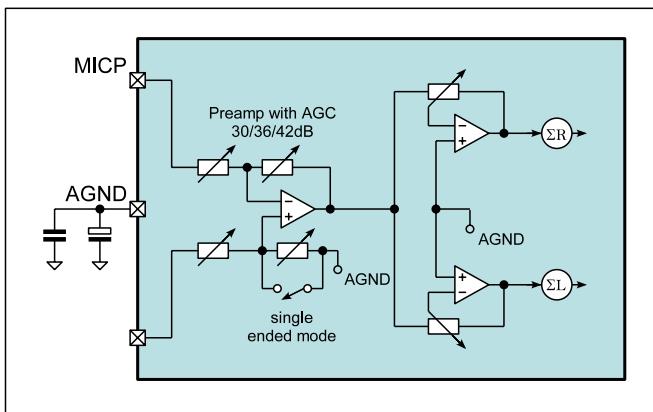 MICP
Preamp with AGC
30/36/42dB
ΣR
AGND
AGND
AGND
ΣL
single
ended mode